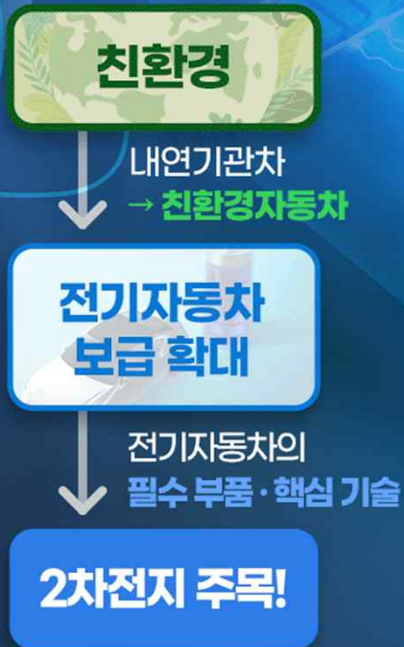 친환경
내연기관차
→ 친환경자동차
전기자동차
보급 확대
전기자동차의
필수 부품·핵심 기술
2차전지 주목!